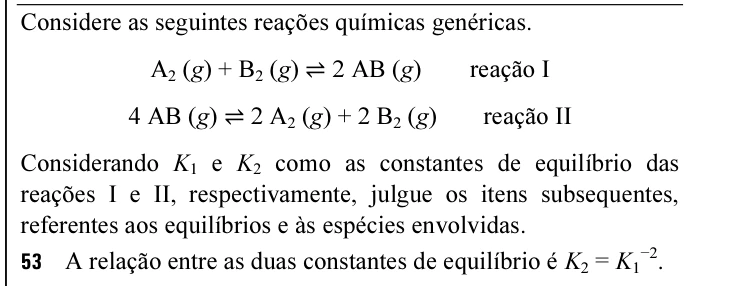 Considere as seguintes reações químicas genéricas.
A₂ (g) + B₂ (g) ⇌ 2 AB (g) reação I
4 AB (g) ⇌ 2 A₂ (g) + 2 B₂ (g) reação II
Considerando K₁ e K₂ como as constantes de equilíbrio das
reações I e II, respectivamente, julgue os itens subsequentes,
referentes aos equilíbrios e às espécies envolvidas.
53 A relação entre as duas constantes de equilíbrio é K₂ = K₁⁻².